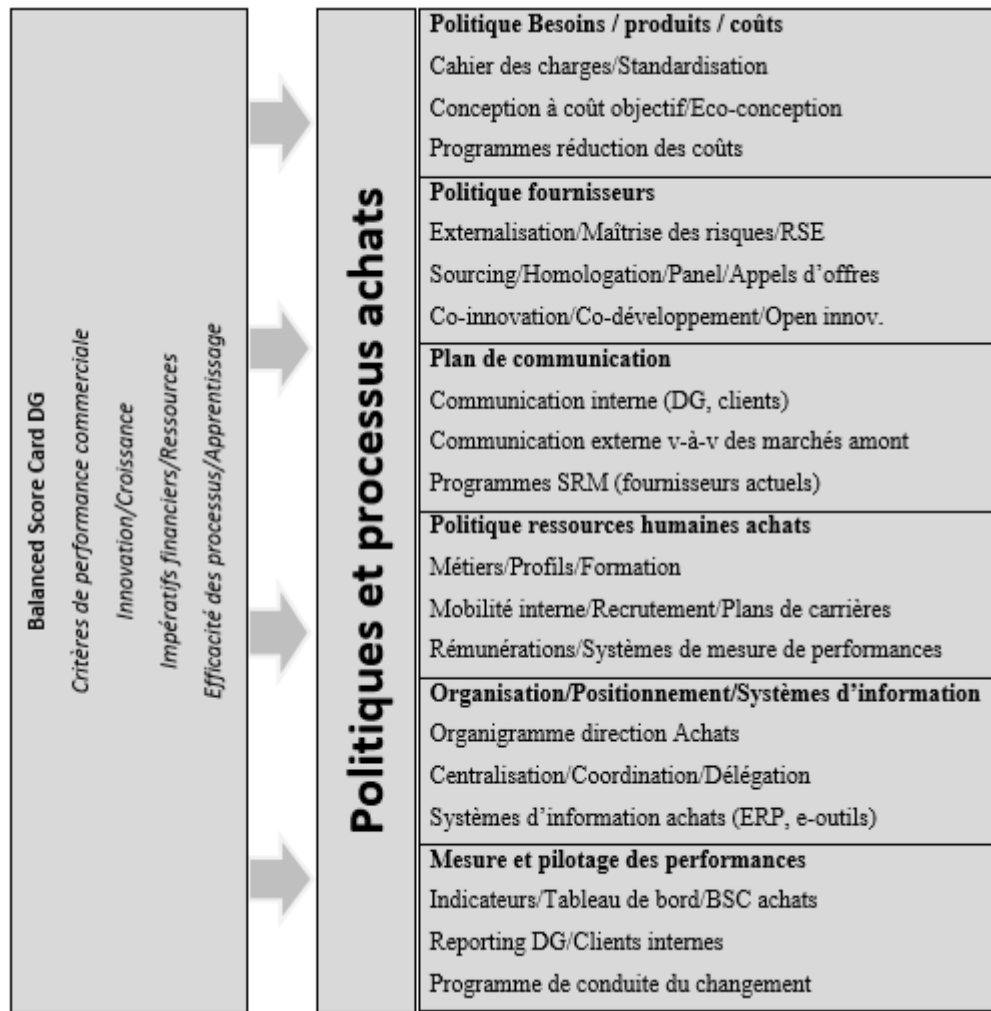 Balanced Score Card DG
Critères de performance commerciale
Innovation/Croissance
Impératifs financiers/Ressources
Efficacité des processus/Apprentissage
Politiques et processus achats
Politique Besoins / produits / coûts
Cahier des charges/Standardisation
Conception à coût objectif/Eco-conception
Programmes réduction des coûts
Politique fournisseurs
Externalisation/Maîtrise des risques/RSE
Sourcing/Homologation/Panel/Appels d’offres
Co-innovation/Co-développement/Open innov.
Plan de communication
Communication interne (DG, clients)
Communication externe v-à-v des marchés amont
Programmes SRM (fournisseurs actuels)
Politique ressources humaines achats
Métiers/Profils/Formation
Mobilité interne/Recrutement/Plans de carrières
Rémunérations/Systèmes de mesure de performances
Organisation/Positionnement/Systèmes d’information
Organigramme direction Achats
Centralisation/Coordination/Délégation
Systèmes d’information achats (ERP, e-outils)
Mesure et pilotage des performances
Indicateurs/Tableau de bord/BSC achats
Reporting DG/Clients internes
Programme de conduite du changement